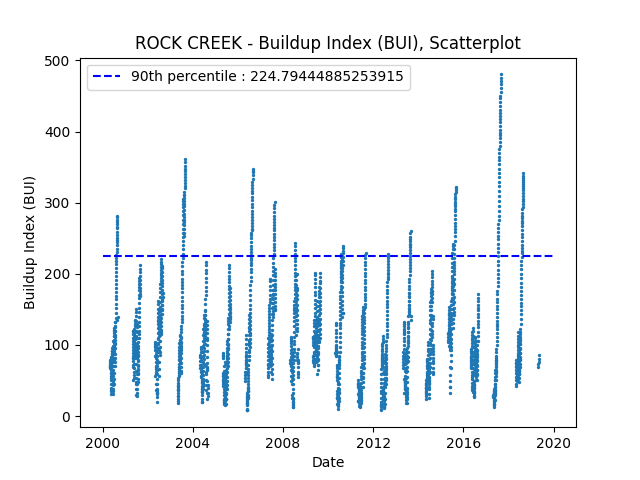 ROCK CREEK - Buildup Index (BUI), Scatterplot
90th percentile : 224.79444885253915
500
400
300
200
100
0
Buildup Index (BUI)
2000 2004 2008 2012 2016 2020
Date